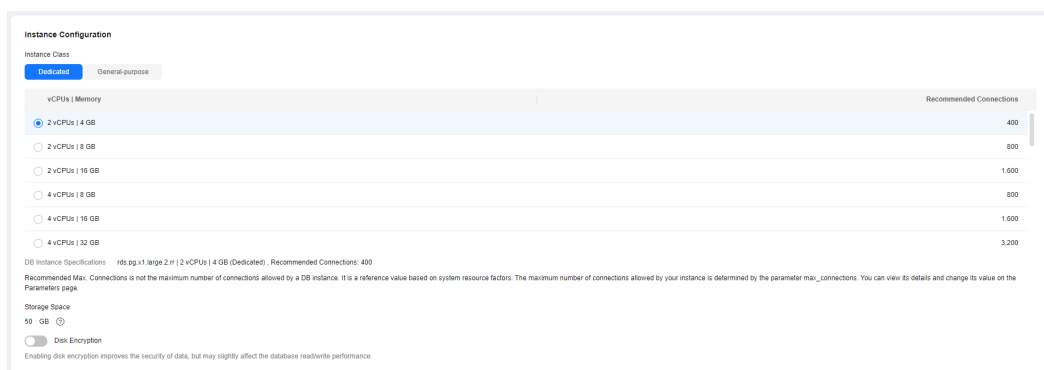 Instance Configuration
Instance Class
Dedicated General-purpose
vCPUs | Memory Recommended Connections
2 vCPUs | 4 GB 400
2 vCPUs | 8 GB 800
2 vCPUs | 16 GB 1,600
4 vCPUs | 8 GB 800
4 vCPUs | 16 GB 1,600
4 vCPUs | 32 GB 3,200
DB Instance Specifications rds.pg.x1.large.2.rr | 2 vCPUs | 4 GB (Dedicated) , Recommended Connections: 400
Recommended Max. Connections is not the maximum number of connections allowed by a DB instance. It is a reference value based on system resource factors. The maximum number of connections allowed by your instance is determined by the parameter max_connections. You can view its details and change its value on the
Parameters page.
Storage Space
50 GB ?
Disk Encryption
Enabling disk encryption improves the security of data, but may slightly affect the database read/write performance.